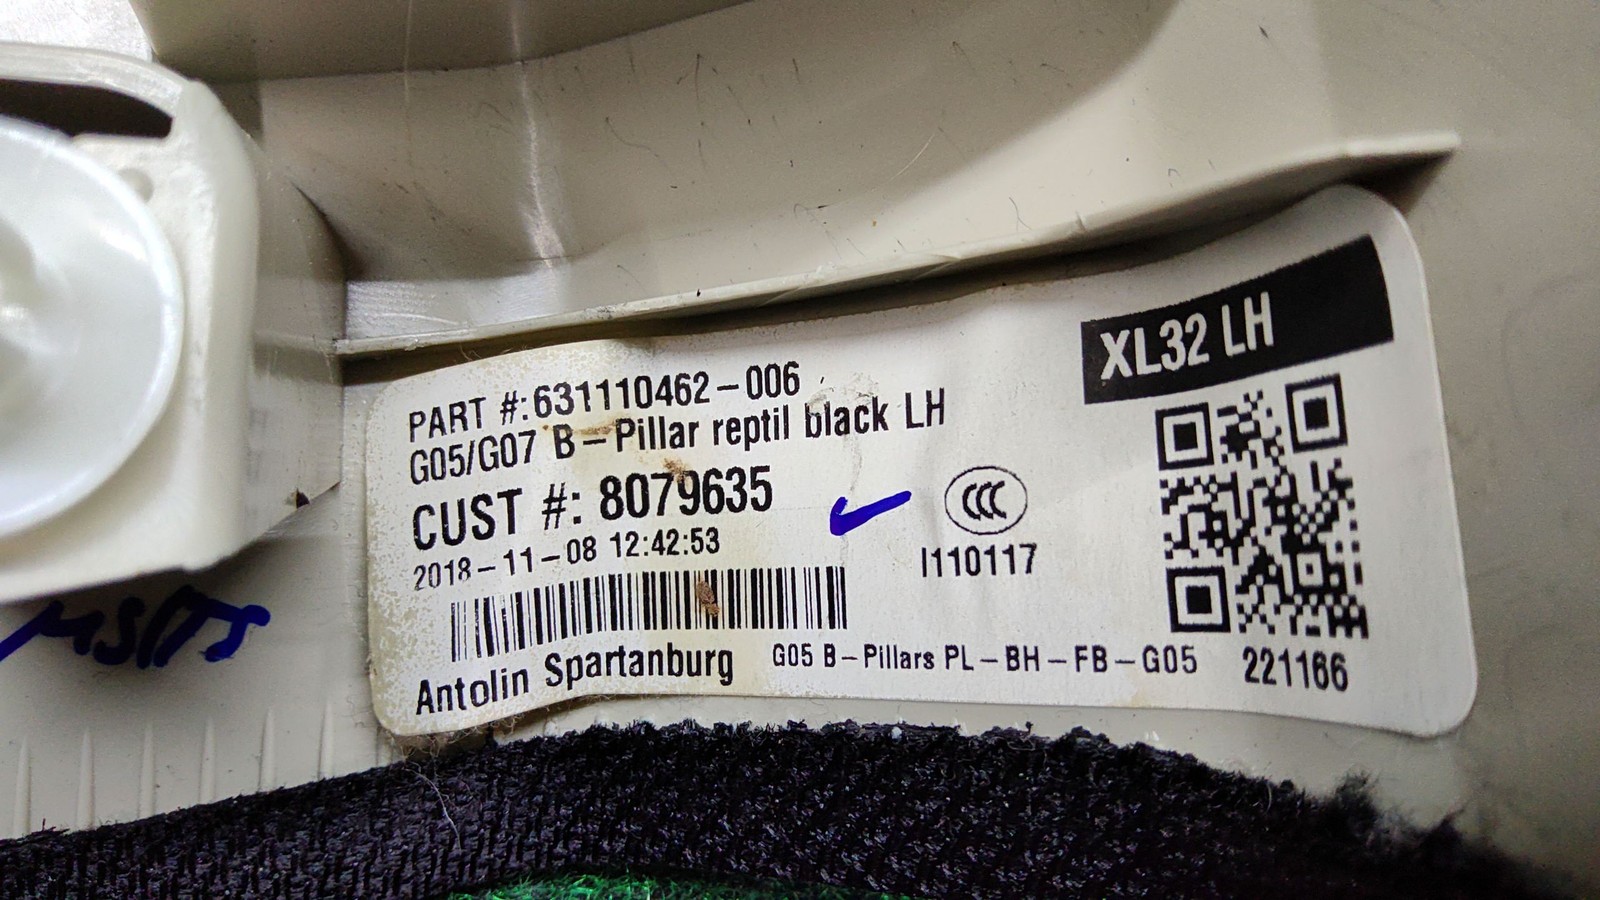 XL32 LH
PART #:631110462-006
G05/G07 B-Pillar reptil black LH
CUST #: 8079635
2018-11-08 12:42:53
CCC
I110117
Antolin Spartanburg
G05 B-Pillars PL-BH-FB-G05
221166